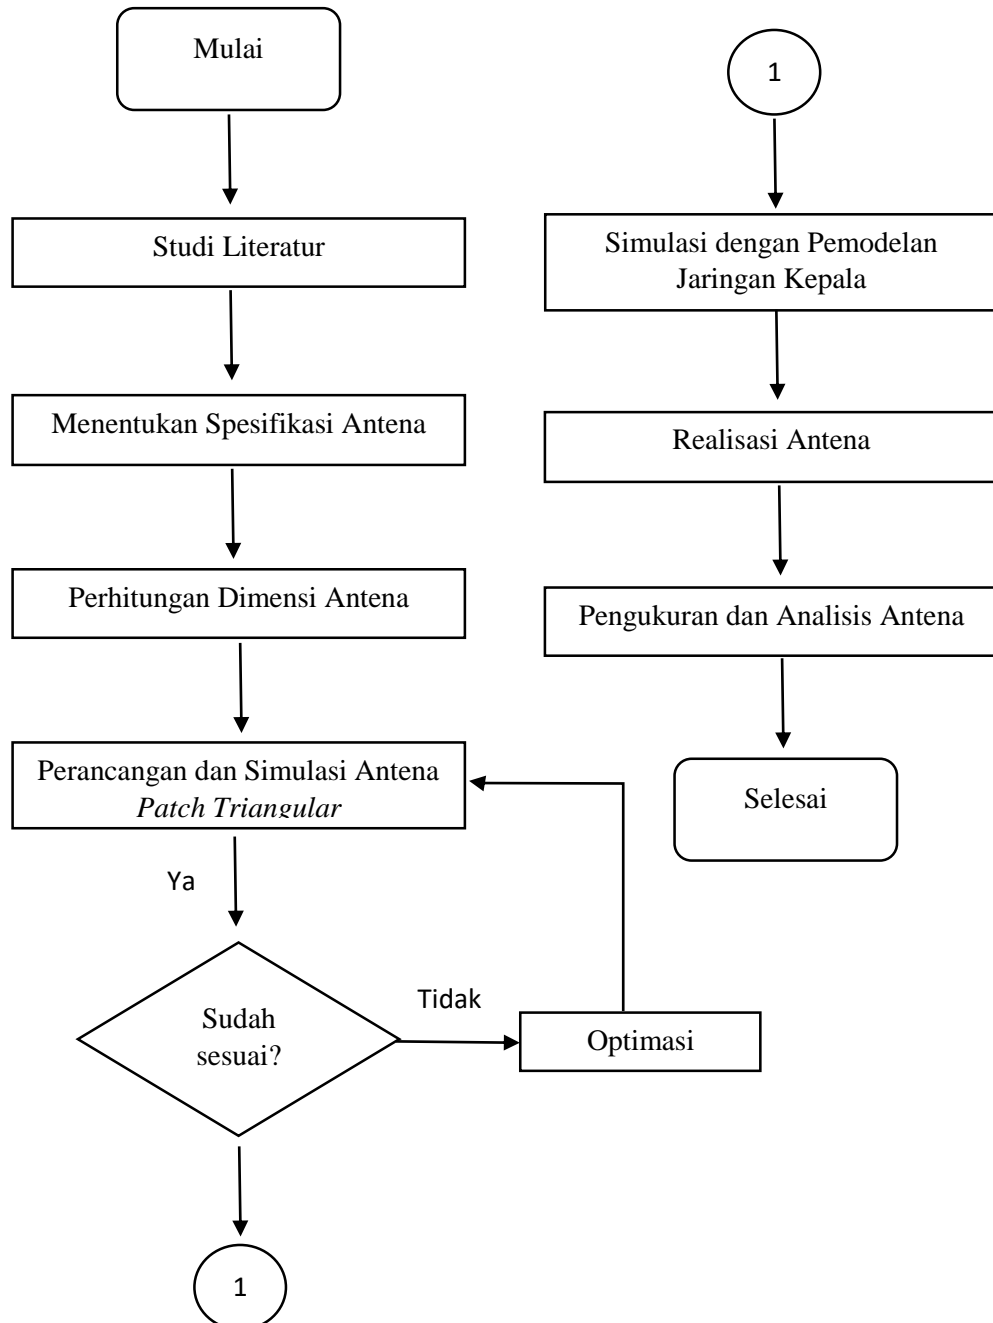 Mulai
Studi Literatur
Menentukan Spesifikasi Antena
Perhitungan Dimensi Antena
Perancangan dan Simulasi Antena
Patch Triangular
Ya
Sudah
sesuai?
Tidak
Optimasi
1
1
Simulasi dengan Pemodelan
Jaringan Kepala
Realisasi Antena
Pengukuran dan Analisis Antena
Selesai